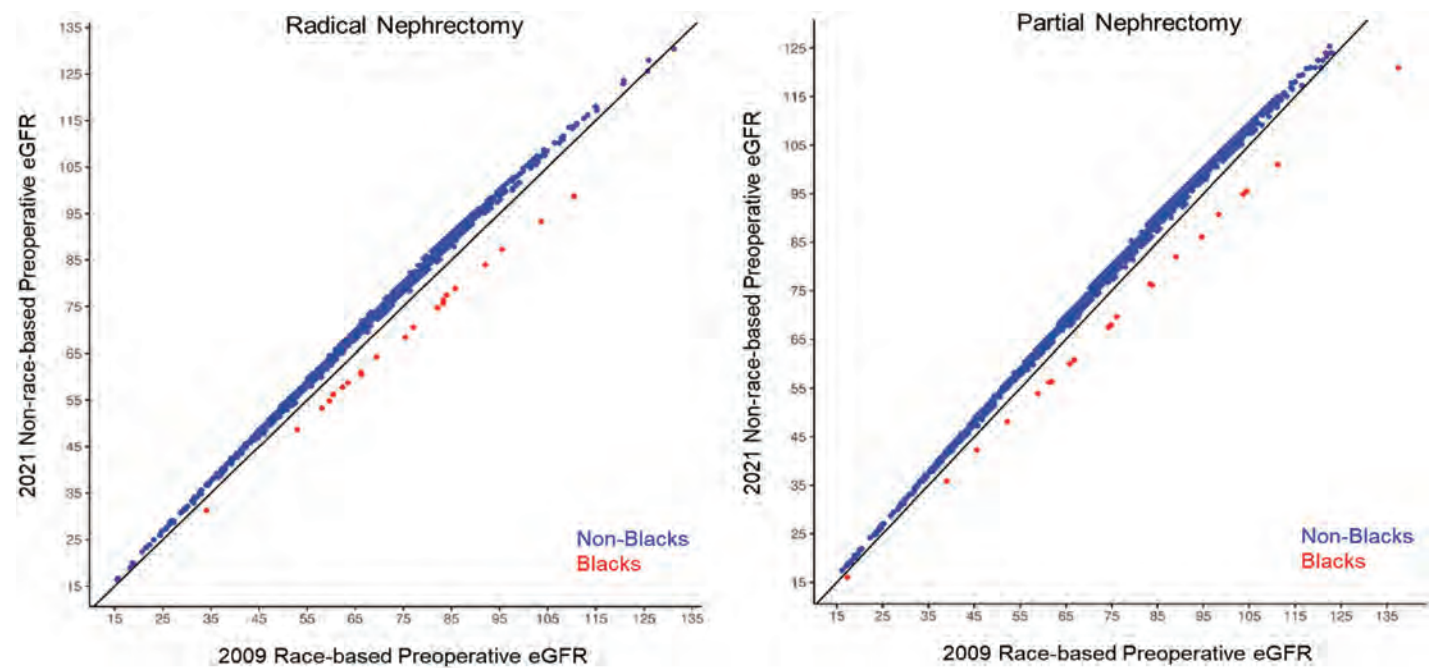 Radical Nephrectomy
2021 Non-race-based Preoperative eGFR
135
125
115
105
95
85
75
65
55
45
35
25
15
Non-Blacks
Blacks
15 25 35 45 55 65 75 85 95 105 115 125 135
2009 Race-based Preoperative eGFR
Partial Nephrectomy
2021 Non-race-based Preoperative eGFR
125
115
105
95
85
75
65
55
45
35
25
15
Non-Blacks
Blacks
15 25 35 45 55 65 75 85 95 105 115 125 135
2009 Race-based Preoperative eGFR